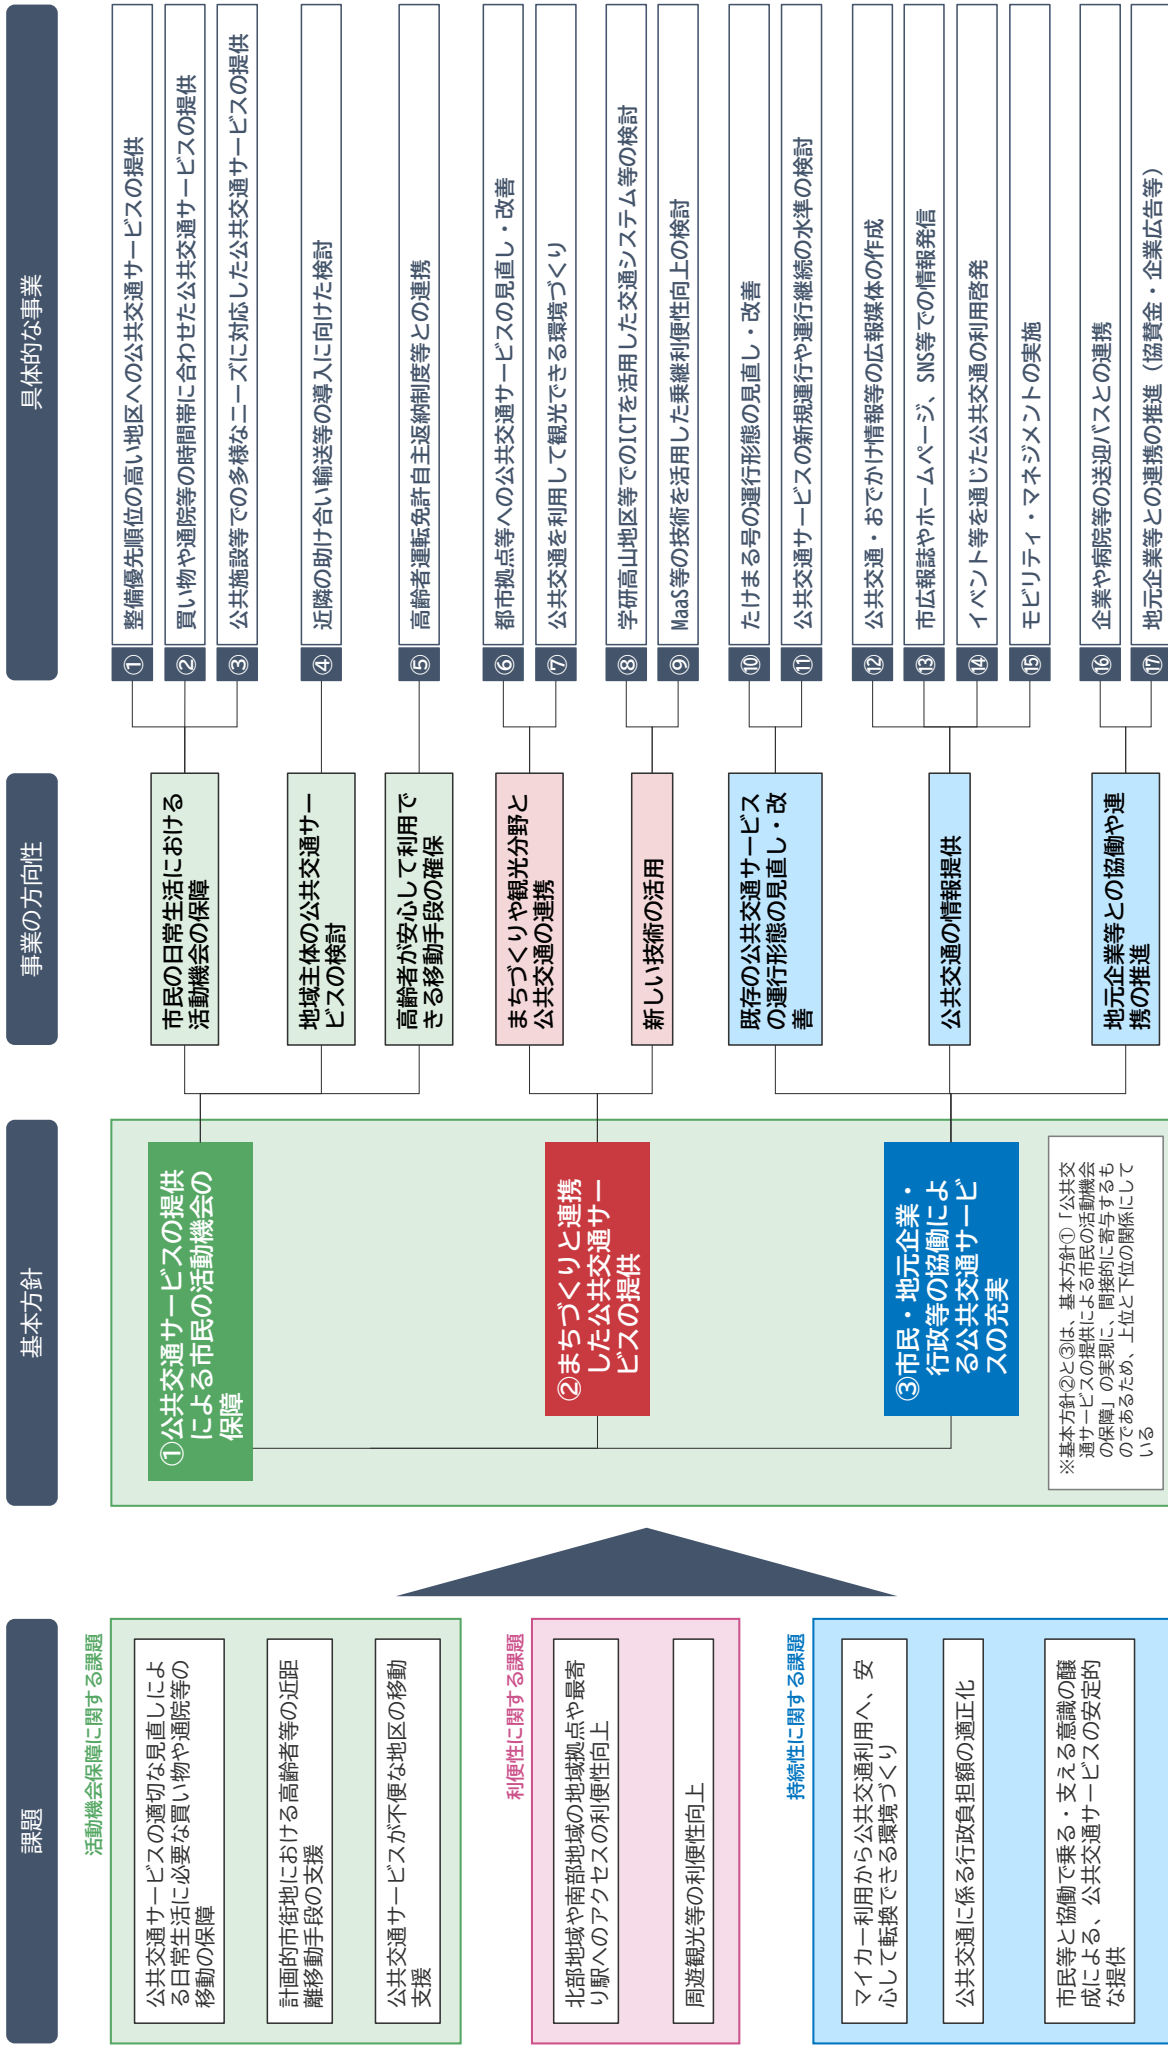 課題
基本方針
事業の方向性
具体的な事業
活動機会保障に関する課題
公共交通サービスの適切な見直しによ
る日常生活に必要な買い物や通院等の
移動の保障
計画的市街地における高齢者等の近距
離移動手段の支援
公共交通サービスが不便な地区の移動
支援
利便性に関する課題
北部地域や南部地域の地域拠点や最寄
り駅へのアクセスの利便性向上
周遊観光等の利便性向上
持続性に関する課題
マイカー利用から公共交通利用へ、安
心して転換できる環境づくり
公共交通に係る行政負担額の適正化
市民等と協働で乗る・支える意識の醸
成による、公共交通サービスの安定的
な提供
①公共交通サービスの提供
による市民の活動機会の
保障
②まちづくりと連携
した公共交通サー
ビスの提供
③市民・地元企業・
行政等の協働によ
る公共交通サービ
スの充実
※基本方針②と③は、基本方針①「公共交
通サービスの提供による市民の活動機会
の保障」の実現に、間接的に寄与するも
のであるため、上位と下位の関係にして
いる
市民の日常生活における
活動機会の保障
地域主体の公共交通サー
ビスの検討
高齢者が安心して利用で
きる移動手段の確保
まちづくりや観光分野と
公共交通の連携
新しい技術の活用
既存の公共交通サービス
の運行形態の見直し・改
善
公共交通の情報提供
地元企業等との協働や連
携の推進
① 整備優先順位の高い地区への公共交通サービスの提供
② 買い物や通院等の時間帯に合わせた公共交通サービスの提供
③ 公共施設等での多様なニーズに対応した公共交通サービスの提供
④ 近隣の助け合い輸送等の導入に向けた検討
⑤ 高齢者運転免許自主返納制度等との連携
⑥ 都市拠点等への公共交通サービスの見直し・改善
⑦ 公共交通を利用して観光できる環境づくり
⑧ 学研高山地区等でのICTを活用した交通システム等の検討
⑨ MaaS等の技術を活用した乗継利便性向上の検討
⑩ たけまる号の運行形態の見直し・改善
⑪ 公共交通サービスの新規運行や運行継続の水準の検討
⑫ 公共交通・おでかけ情報等の広報媒体の作成
⑬ 市広報誌やホームページ、SNS等での情報発信
⑭ イベント等を通じた公共交通の利用啓発
⑮ モビリティ・マネジメントの実施
⑯ 企業や病院等の送迎バスとの連携
⑰ 地元企業等との連携の推進（協賛金・企業広告等）